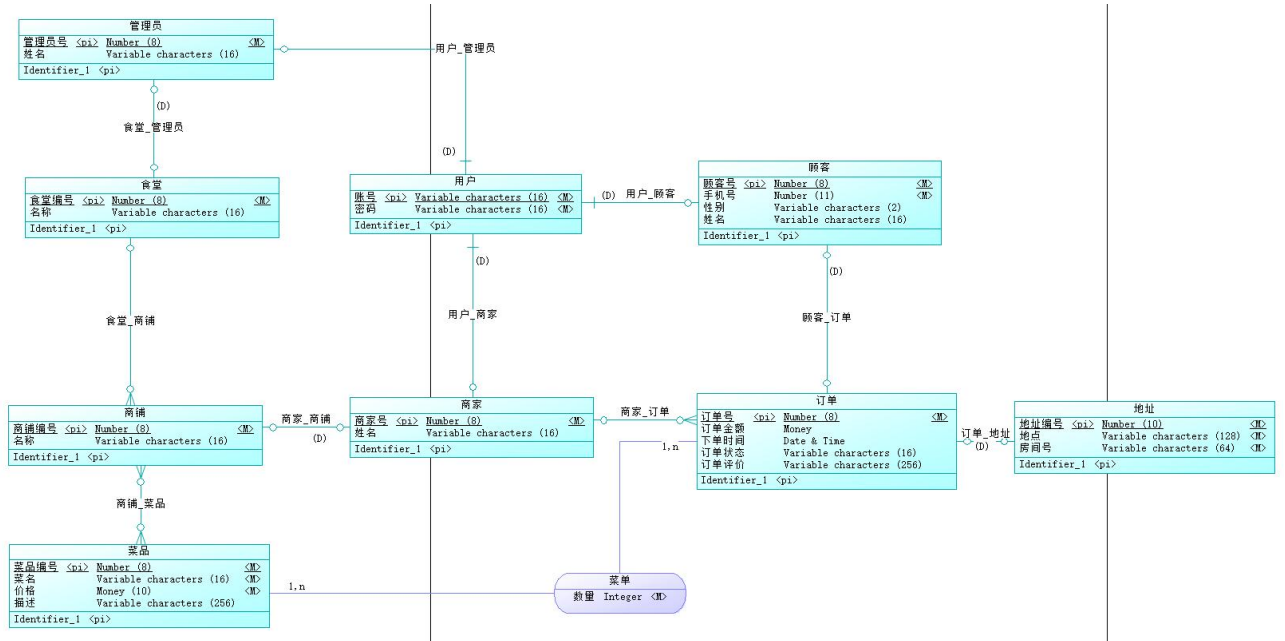 管理员
管理员号 <pi> Number (8) <M>
姓名 Variable characters (16)
Identifier_1 <pi>
用户_管理员
(D)
食堂_管理员
(D)
食堂
食堂编号 <pi> Number (8) <M>
名称 Variable characters (16)
Identifier_1 <pi>
用户
账号 <pi> Variable characters (16) <M>
密码 Variable characters (16) <M>
Identifier_1 <pi>
(D) 用户_顾客
顾客
顾客号 <pi> Number (8) <M>
手机号 Number (11) <M>
性别 Variable characters (2)
姓名 Variable characters (16)
Identifier_1 <pi>
(D)
(D)
食堂_商铺
用户_商家
顾客_订单
商铺
商铺编号 <pi> Number (8) <M>
名称 Variable characters (16)
Identifier_1 <pi>
商家_商铺
(D)
商家
商家号 <pi> Number (8) <M>
姓名 Variable characters (16)
Identifier_1 <pi>
商家_订单
1,n
订单
订单号 <pi> Number (8) <M>
订单金额 Money
下单时间 Date & Time
订单状态 Variable characters (16)
订单评价 Variable characters (256)
Identifier_1 <pi>
订单_地址
(D)
地址
地址编号 <pi> Number (10) <M>
地点 Variable characters (128) <M>
房间号 Variable characters (64) <M>
Identifier_1 <pi>
商铺_菜品
菜品
菜品编号 <pi> Number (8) <M>
菜名 Variable characters (16) <M>
价格 Money (10) <M>
描述 Variable characters (256)
Identifier_1 <pi>
1,n
菜单
数量 Integer <M>